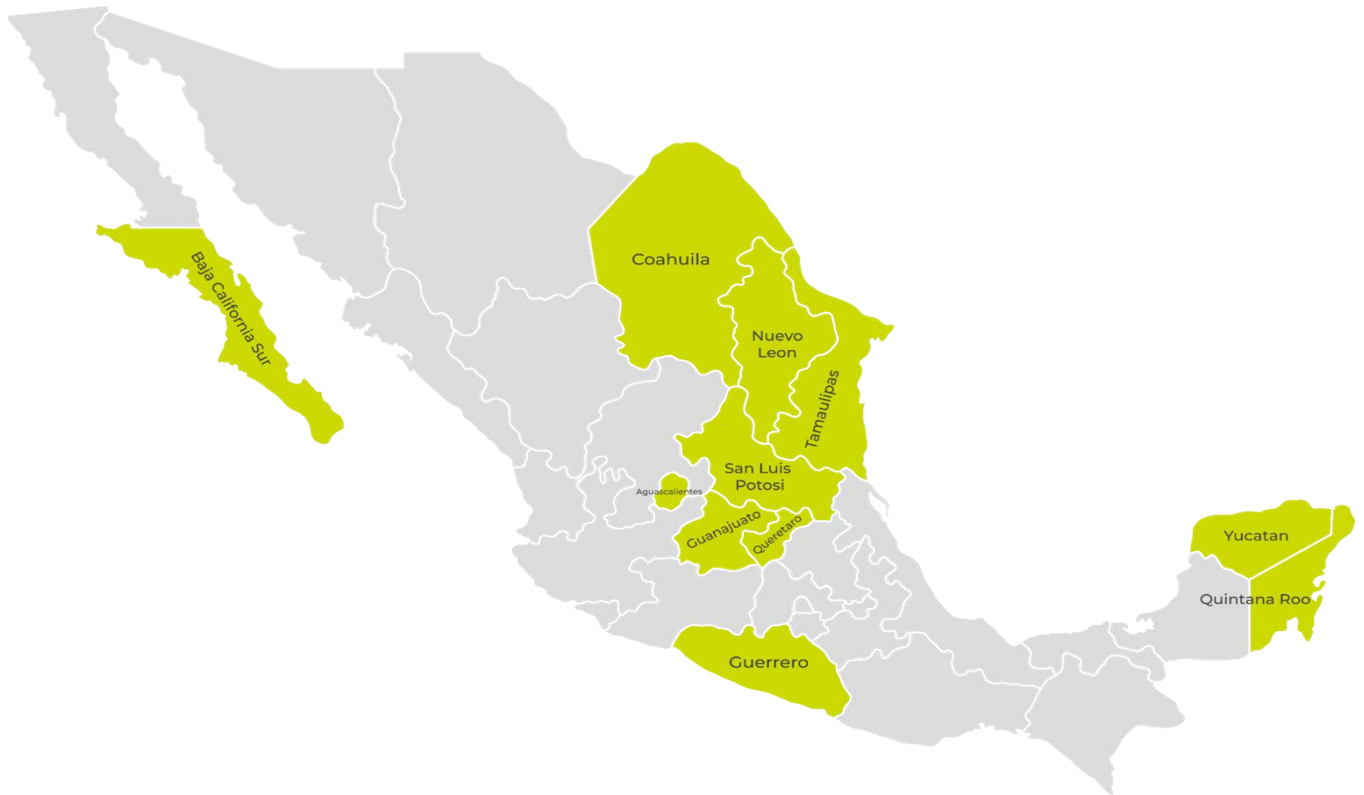 Coahuila
Baja California Sur
Nuevo
Leon
Tamaulipas
San Luis
Potosi
Aguascalientes
Guanajuato
Queretaro
Yucatan
Quintana Roo
Guerrero